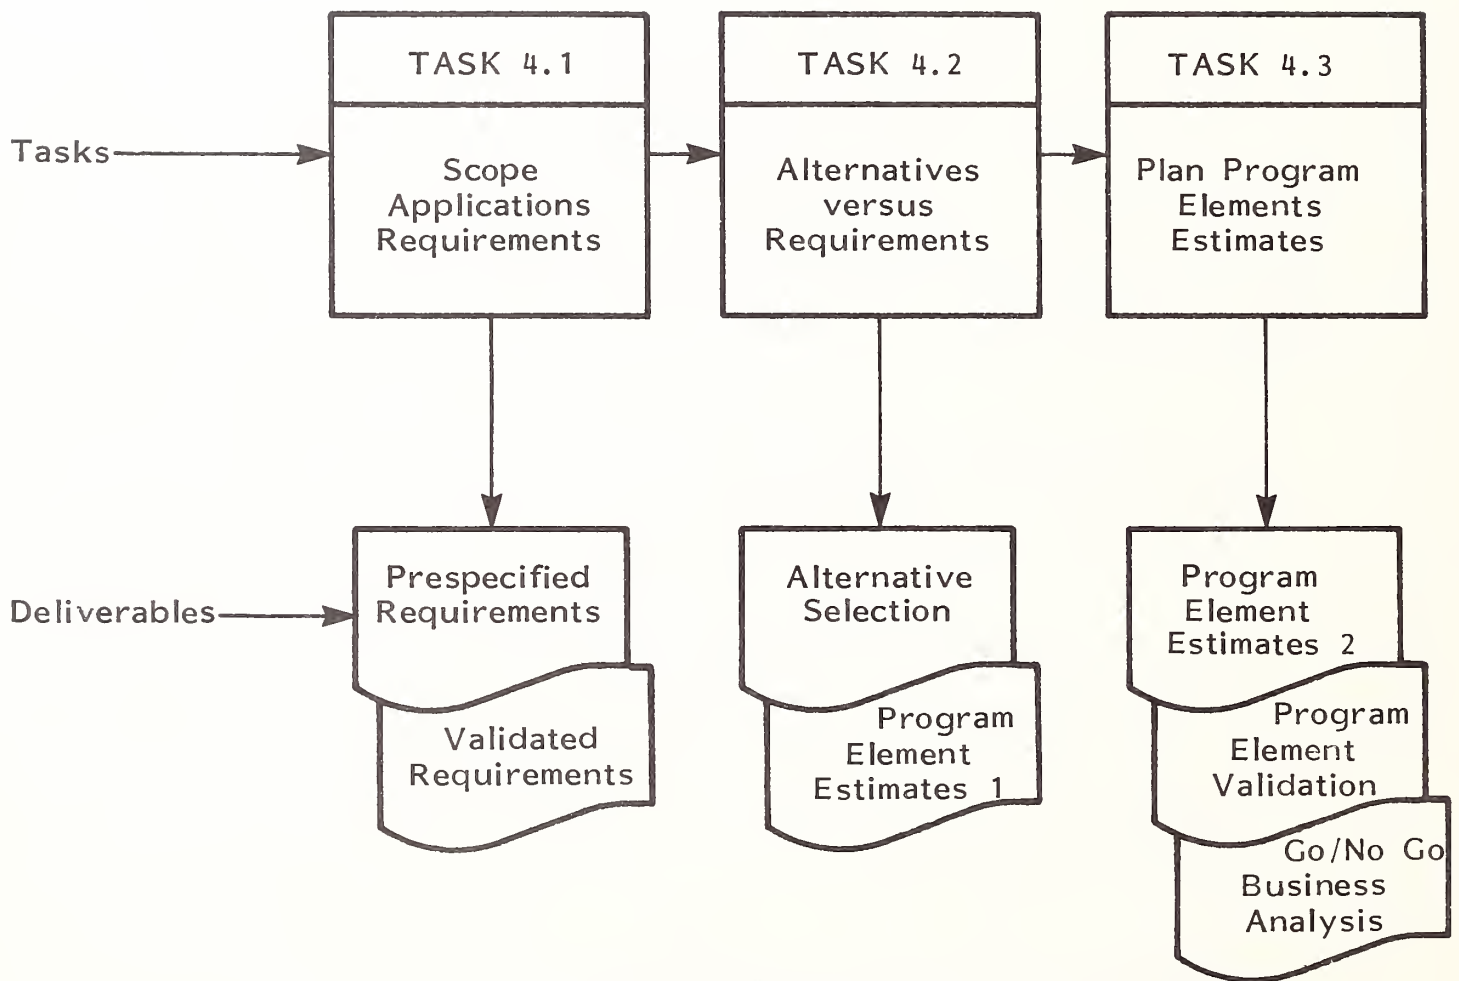 TASK 4.1
TASK 4.2
TASK 4.3
Tasks
Scope
Applications
Requirements
Alternatives
versus
Requirements
Plan Program
Elements
Estimates
Deliverables
Prespecified
Requirements
Validated
Requirements
Alternative
Selection
Program
Element
Estimates 1
Program
Element
Estimates 2
Program
Element
Validation
Go/No Go
Business
Analysis